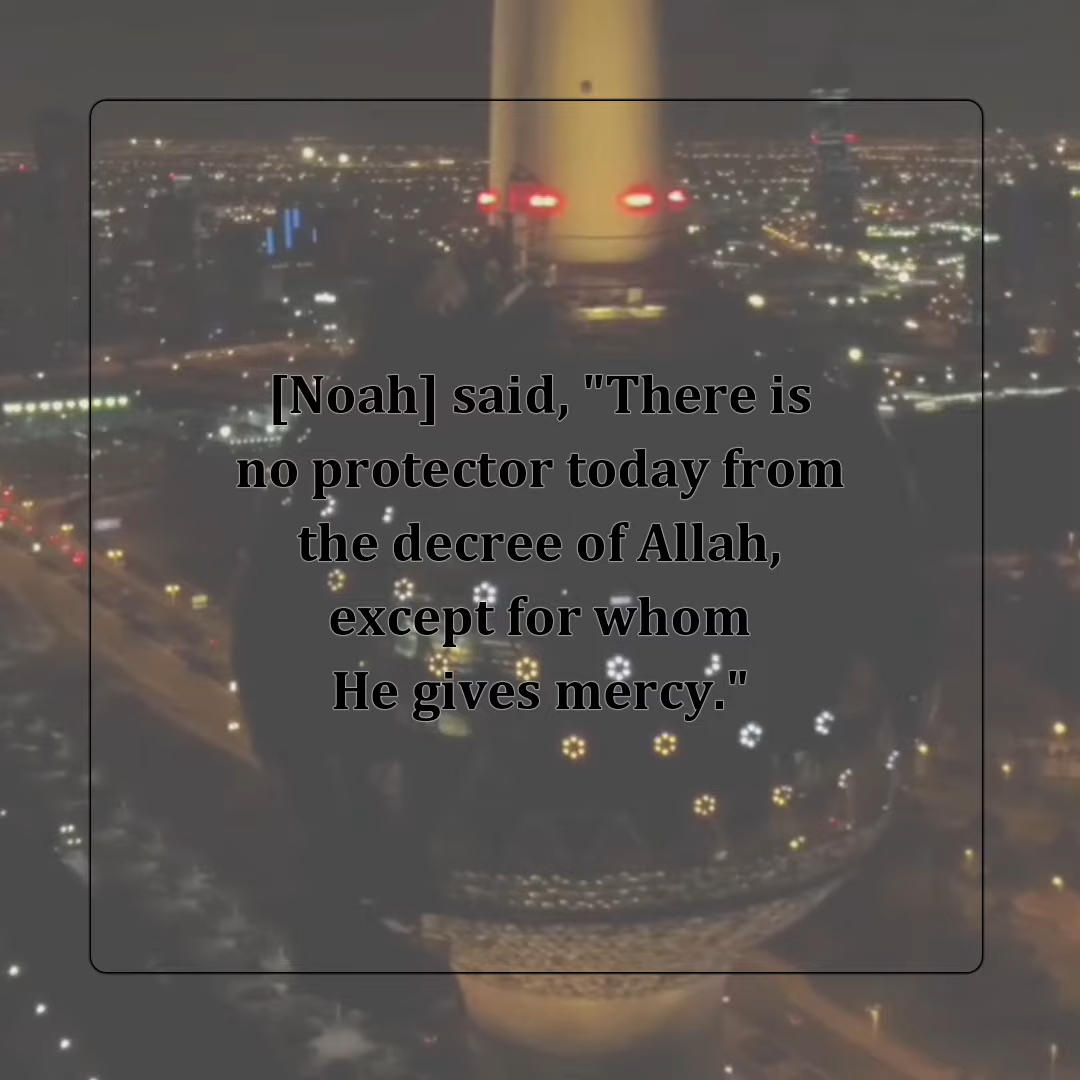 [Noah] said, "There is
no protector today from
the decree of Allah,
except for whom
He gives mercy."